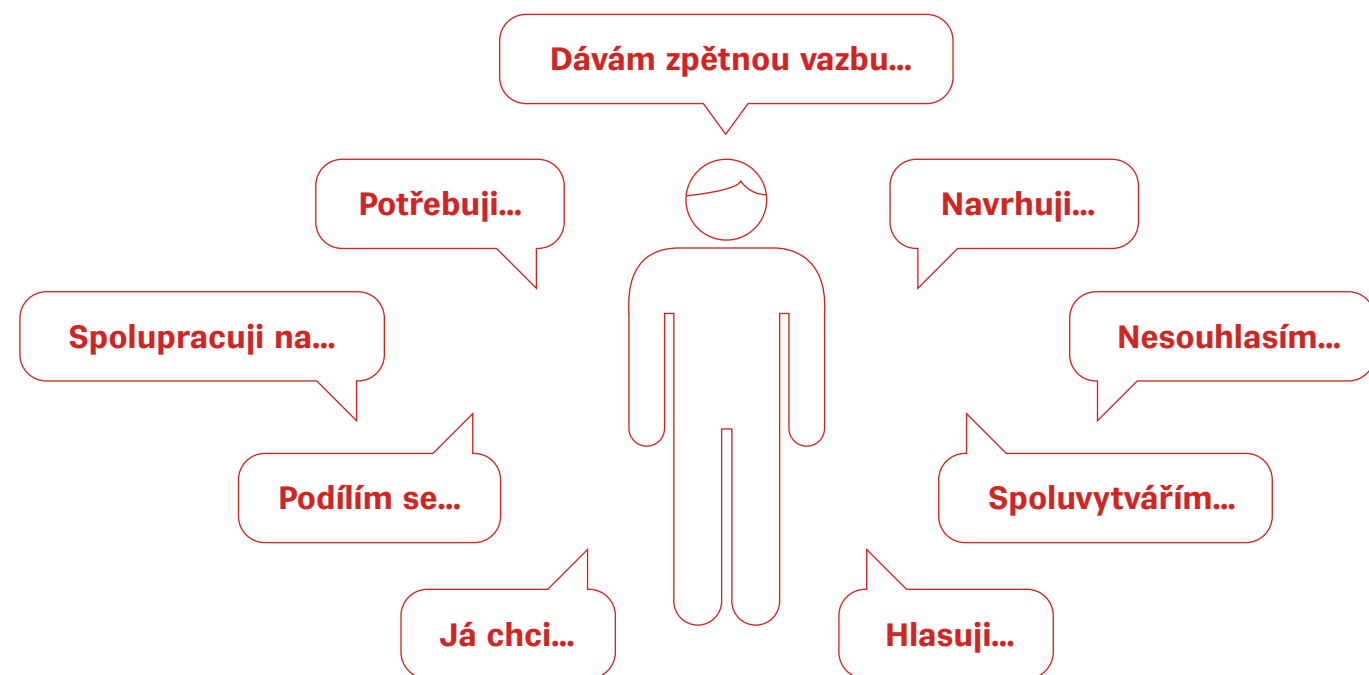 Dávám zpětnou vazbu...
Potřebuji...
Navrhuji...
Spolupracuji na...
Nesouhlasím...
Podílím se...
Spoluvytvářím...
Já chci...
Hlasuji...